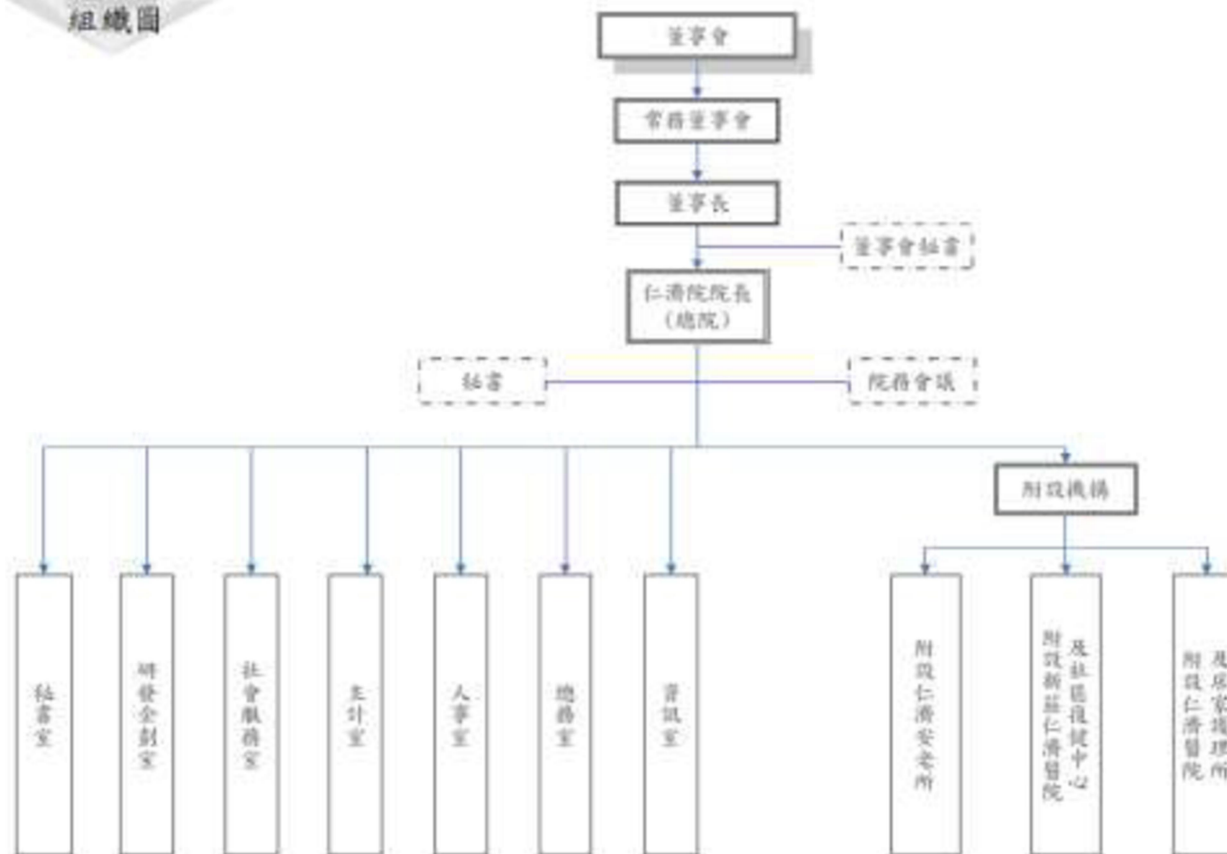 組織圖
董事會
常務董事會
董事長
董事會秘書
仁濟院院長
(總院)
秘書
院務會議
附設機構
秘書室
研發企劃室
社會服務室
主計室
人事室
總務室
資訊室
附設仁濟安老所
附設新莊仁濟醫院
及社區復健中心
附設仁濟醫院
及居家護理所